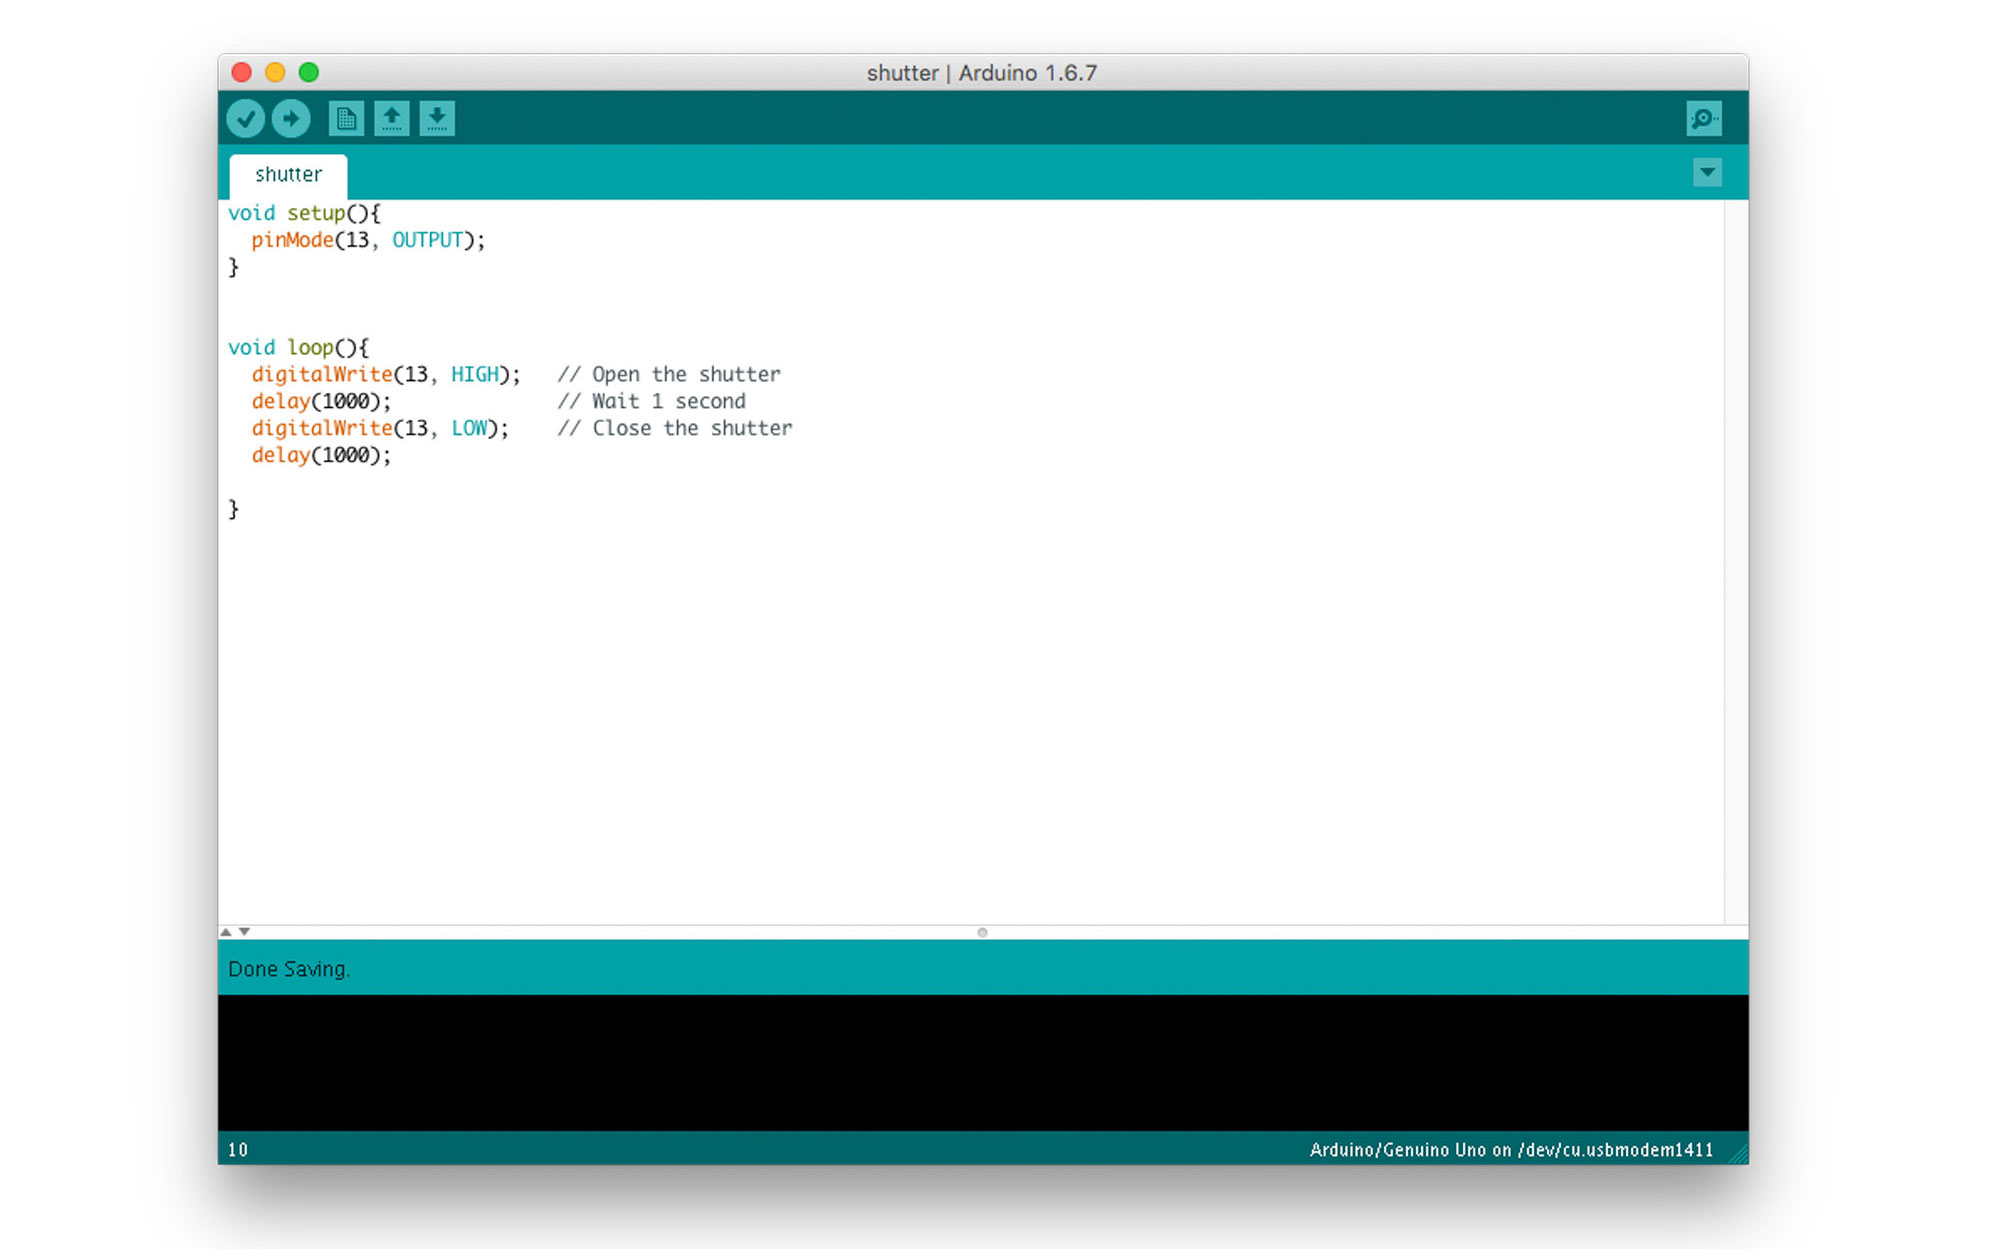 shutter | Arduino 1.6.7
shutter
void setup(){
  pinMode(13, OUTPUT);
}
void loop(){
  digitalWrite(13, HIGH);   // Open the shutter
  delay(1000);              // Wait 1 second
  digitalWrite(13, LOW);    // Close the shutter
  delay(1000);
}
Done Saving.
10
Arduino/Genuino Uno on /dev/cu.usbmodem1411